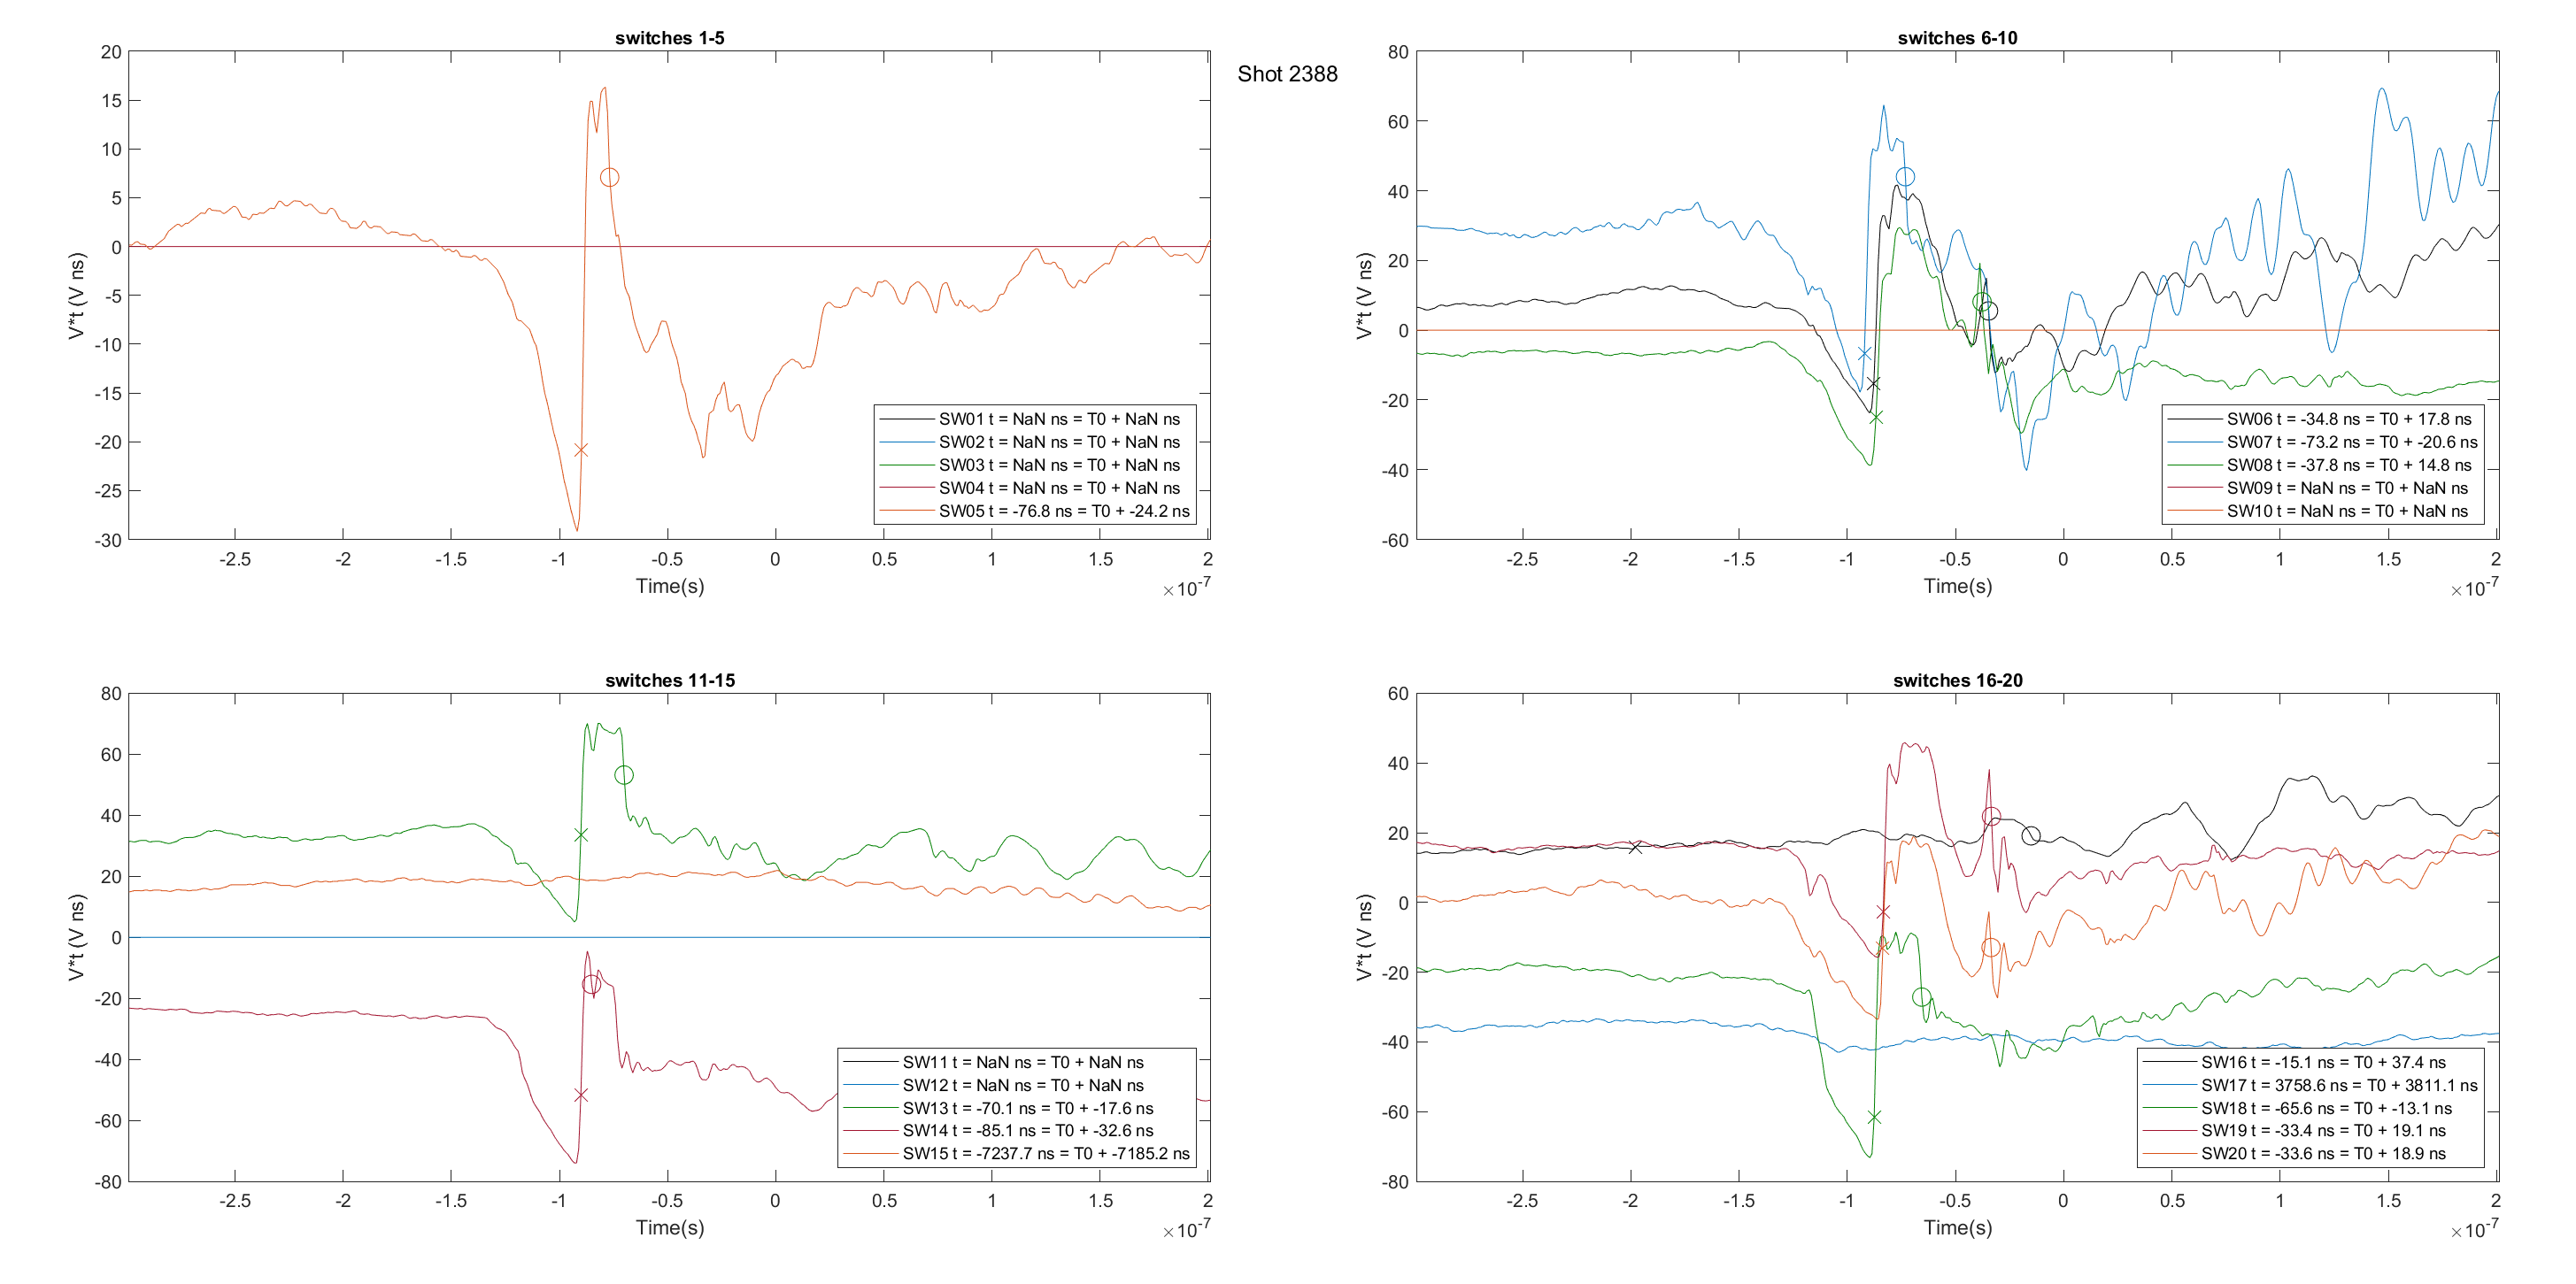 Shot 2388
switches 1-5
20
15
10
5
0
-5
-10
-15
-20
-25
-30
V*t (V ns)
-2.5 -2 -1.5 -1 -0.5 0 0.5 1 1.5 2
Time(s)
×10-7
SW01 t = NaN ns = T0 + NaN ns
SW02 t = NaN ns = T0 + NaN ns
SW03 t = NaN ns = T0 + NaN ns
SW04 t = NaN ns = T0 + NaN ns
SW05 t = -76.8 ns = T0 + -24.2 ns
switches 6-10
80
60
40
20
0
-20
-40
-60
V*t (V ns)
-2.5 -2 -1.5 -1 -0.5 0 0.5 1 1.5 2
Time(s)
×10-7
SW06 t = -34.8 ns = T0 + 17.8 ns
SW07 t = -73.2 ns = T0 + -20.6 ns
SW08 t = -37.8 ns = T0 + 14.8 ns
SW09 t = NaN ns = T0 + NaN ns
SW10 t = NaN ns = T0 + NaN ns
switches 11-15
80
60
40
20
0
-20
-40
-60
-80
V*t (V ns)
-2.5 -2 -1.5 -1 -0.5 0 0.5 1 1.5 2
Time(s)
×10-7
SW11 t = NaN ns = T0 + NaN ns
SW12 t = NaN ns = T0 + NaN ns
SW13 t = -70.1 ns = T0 + -17.6 ns
SW14 t = -85.1 ns = T0 + -32.6 ns
SW15 t = -7237.7 ns = T0 + -7185.2 ns
switches 16-20
60
40
20
0
-20
-40
-60
-80
V*t (V ns)
-2.5 -2 -1.5 -1 -0.5 0 0.5 1 1.5 2
Time(s)
×10-7
SW16 t = -15.1 ns = T0 + 37.4 ns
SW17 t = 3758.6 ns = T0 + 3811.1 ns
SW18 t = -65.6 ns = T0 + -13.1 ns
SW19 t = -33.4 ns = T0 + 19.1 ns
SW20 t = -33.6 ns = T0 + 18.9 ns